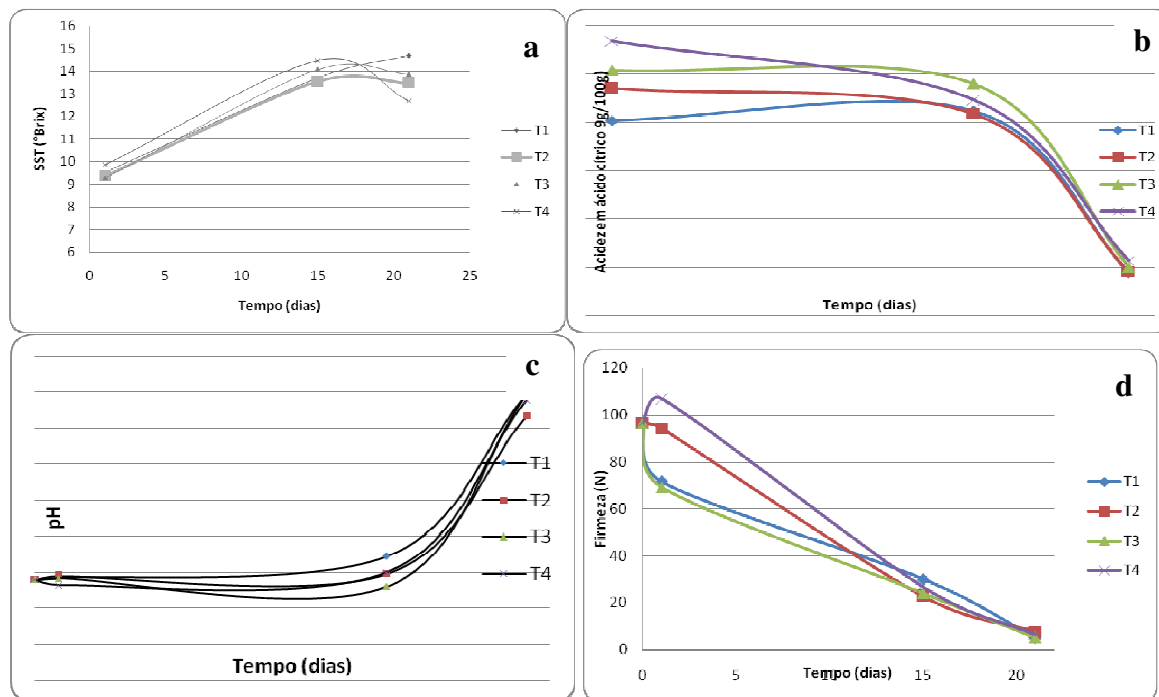 a
16
15
14
13
12
11
10
9
8
7
6
SST (°Brix)
0 5 10 15 20 25
Tempo (dias)
T1
T2
T3
T4
b
Acidez em ácido cítrico 9g/100g)
Tempo (dias)
T1
T2
T3
T4
c
pH
Tempo (dias)
T1
T2
T3
T4
d
120
100
80
60
40
20
0
Firmeza (N)
0 5 15 20
Tempo (dias)
T1
T2
T3
T4